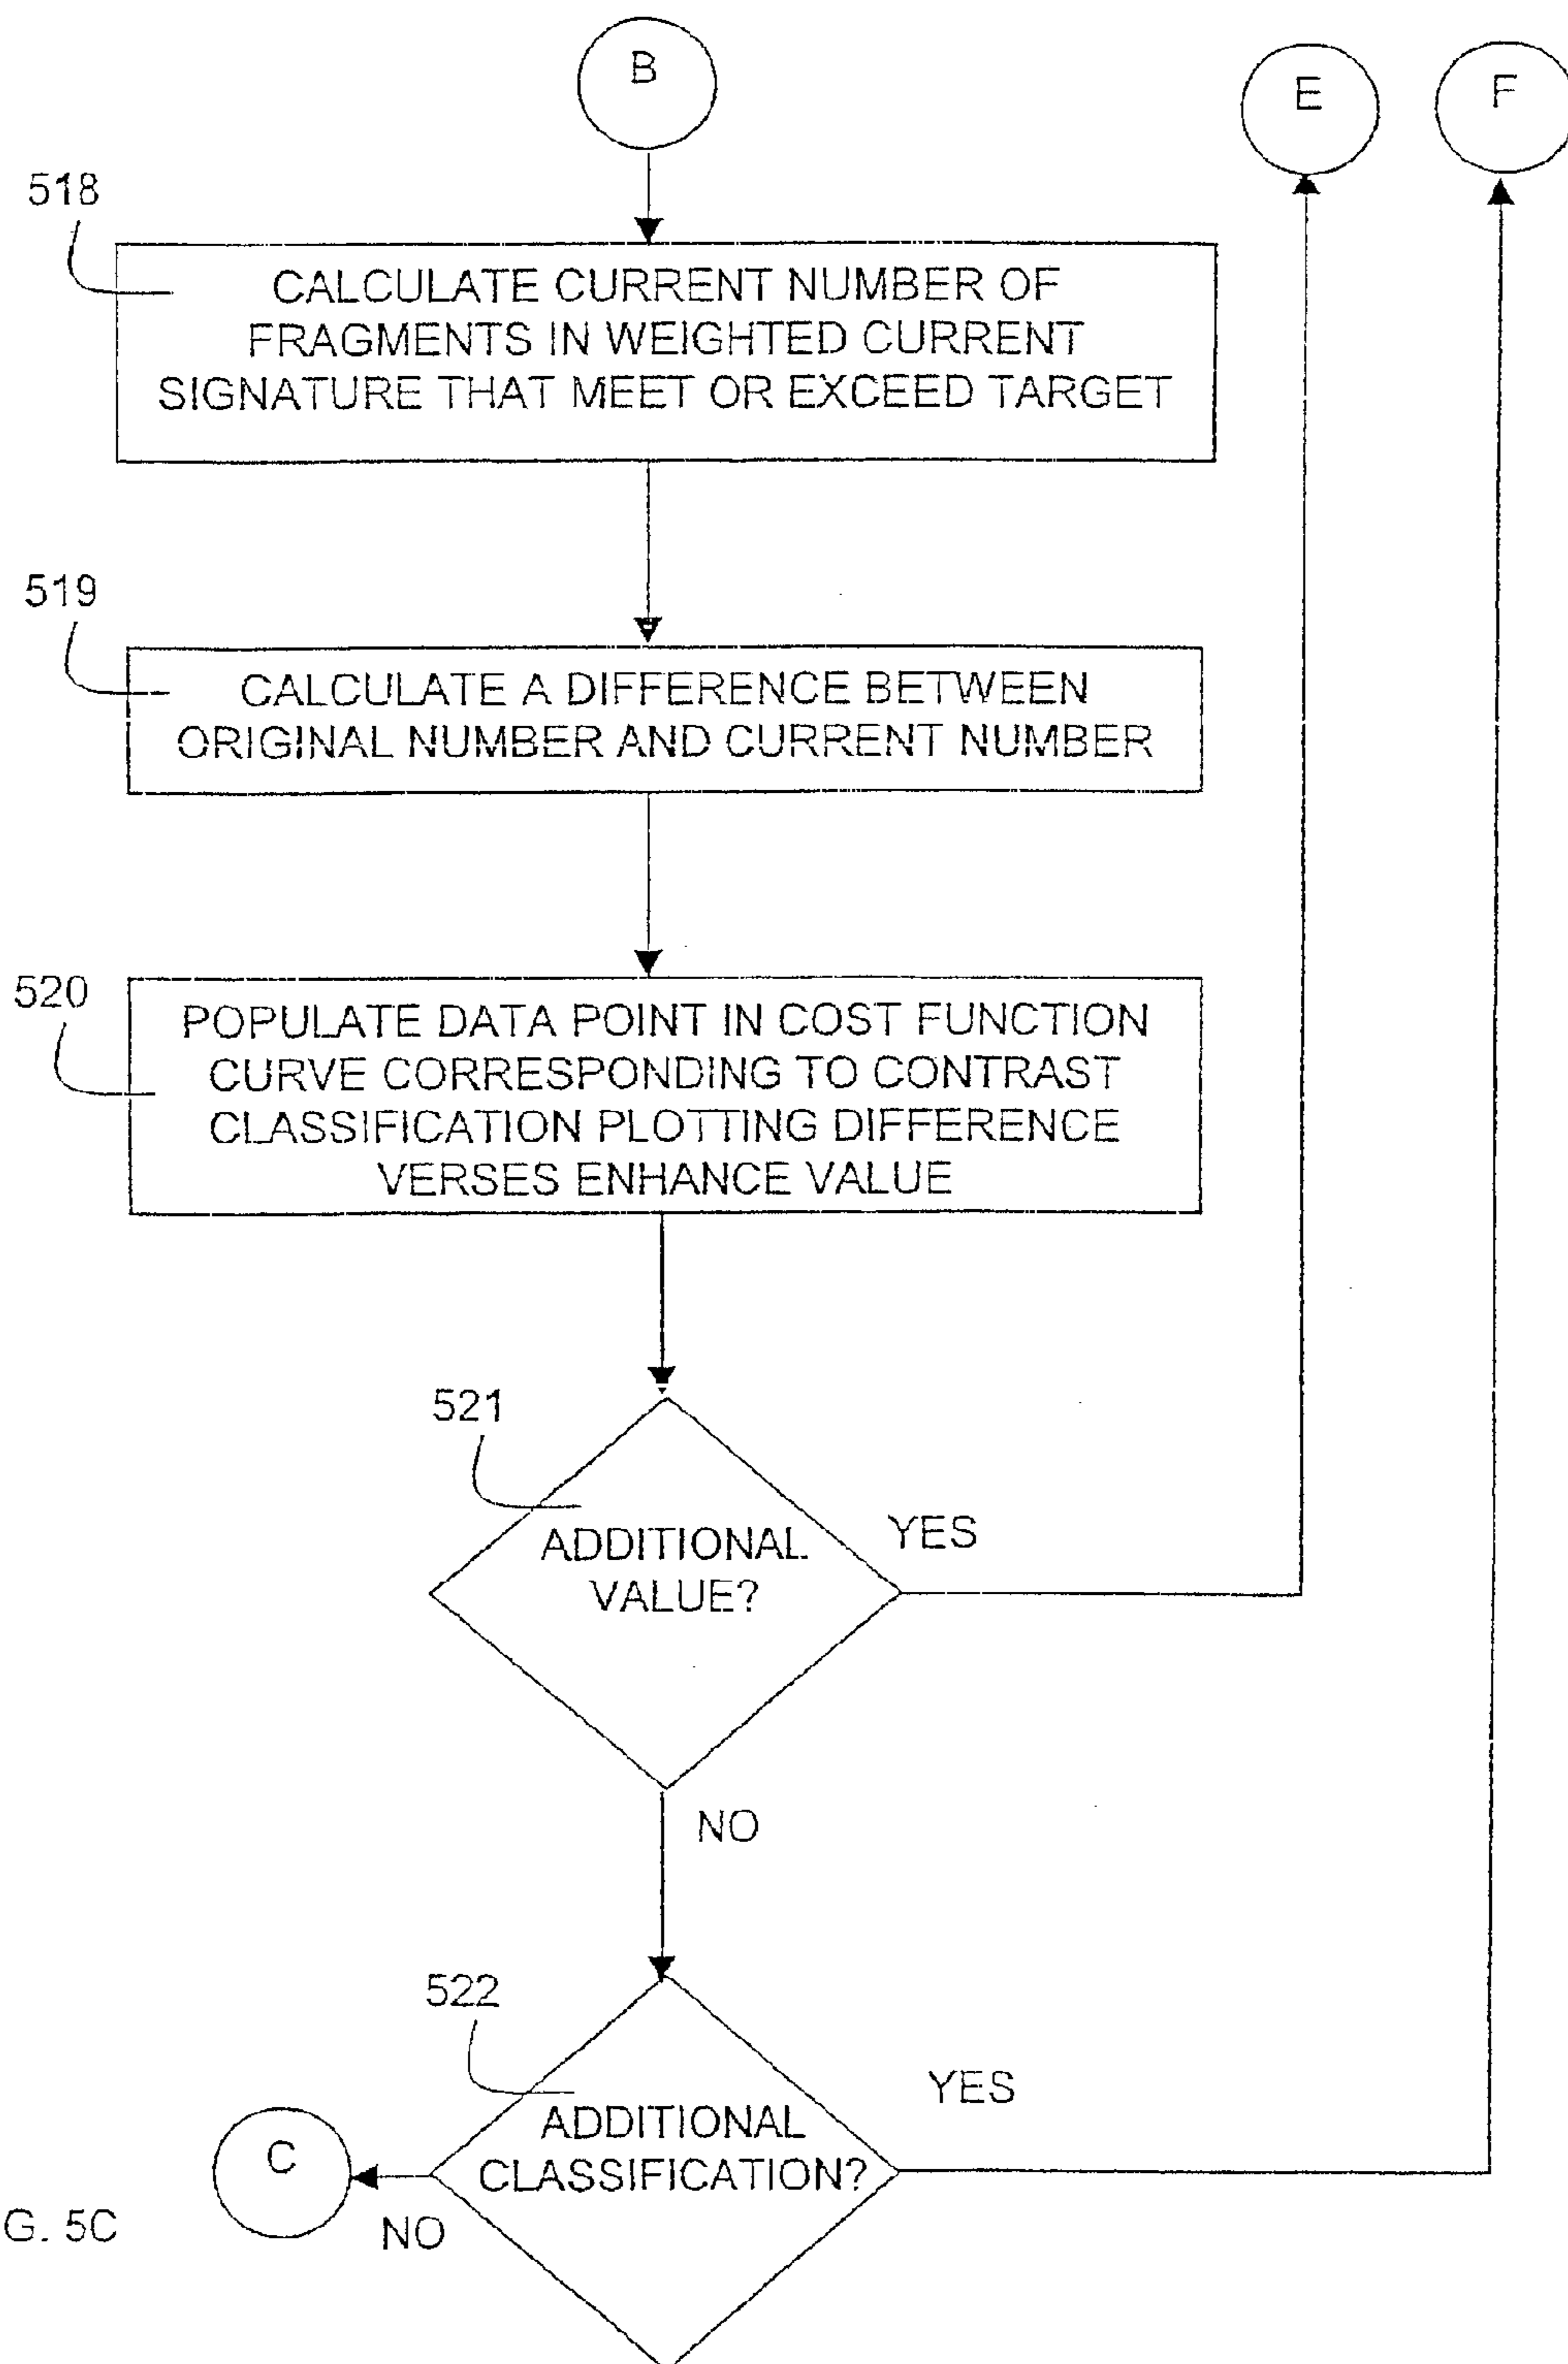 B
E
F
518
CALCULATE CURRENT NUMBER OF
FRAGMENTS IN WEIGHTED CURRENT
SIGNATURE THAT MEET OR EXCEED TARGET
519
CALCULATE A DIFFERENCE BETWEEN
ORIGINAL NUMBER AND CURRENT NUMBER
520
POPULATE DATA POINT IN COST FUNCTION
CURVE CORRESPONDING TO CONTRAST
CLASSIFICATION PLOTTING DIFFERENCE
VERSES ENHANCE VALUE
521
ADDITIONAL
VALUE?
YES
NO
522
ADDITIONAL
CLASSIFICATION?
YES
C
NO
G. 5C